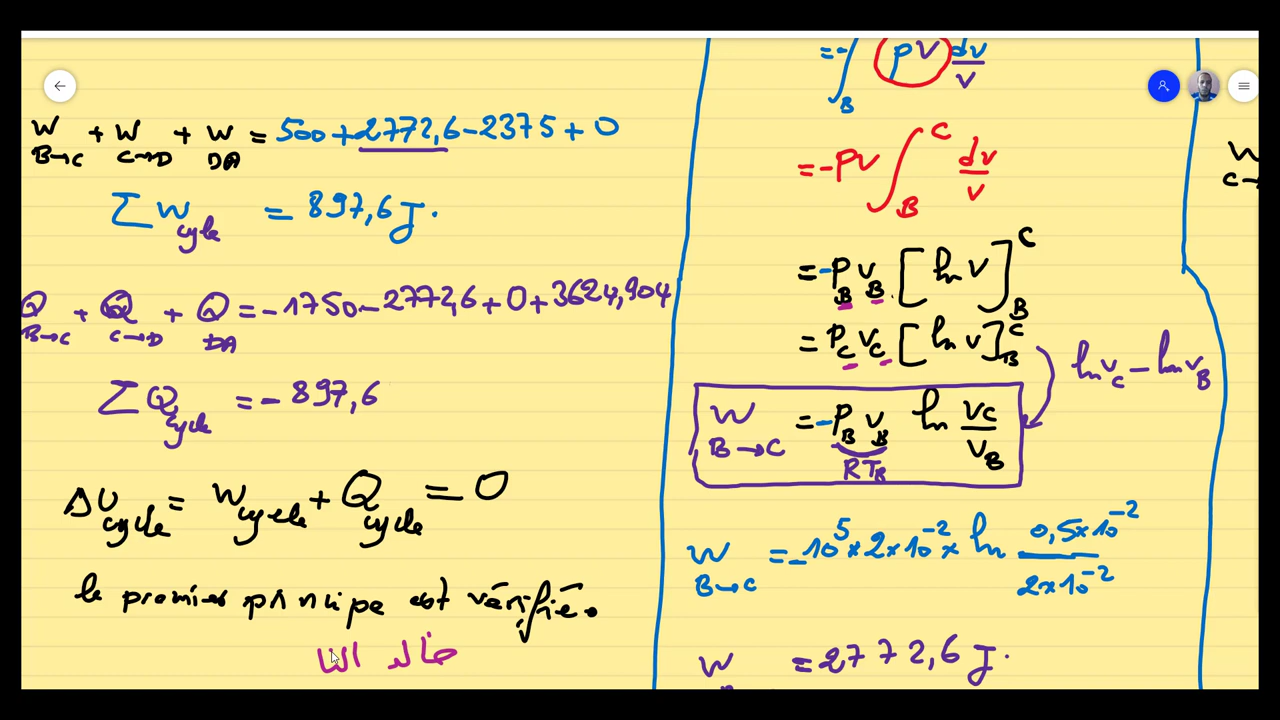 W B→C + W C→D + W DA = 500 + 2772,6 - 2375 + 0
Σ W cycle = 897,6 J.
Q B→C + Q C→D + Q DA = -1750 - 2772,6 + 0 + 3624,904
Σ Q cycle = - 897,6
ΔU cycle = W cycle + Q cycle = 0
le premier principe est vérifié.
خالد
= - ∫ B PV dv/v
= - PV ∫ B C dv/v
= - P B V B [ln V] B C
= P C V C [ln V] B C
ln V C - ln V B
W B→C = - P B V B ln VC/V B
RT B
W B→C = - 10^5 × 2×10^-2 × ln 0,5×10^-2 / 2×10^-2
W = 2772,6 J.
W
C→